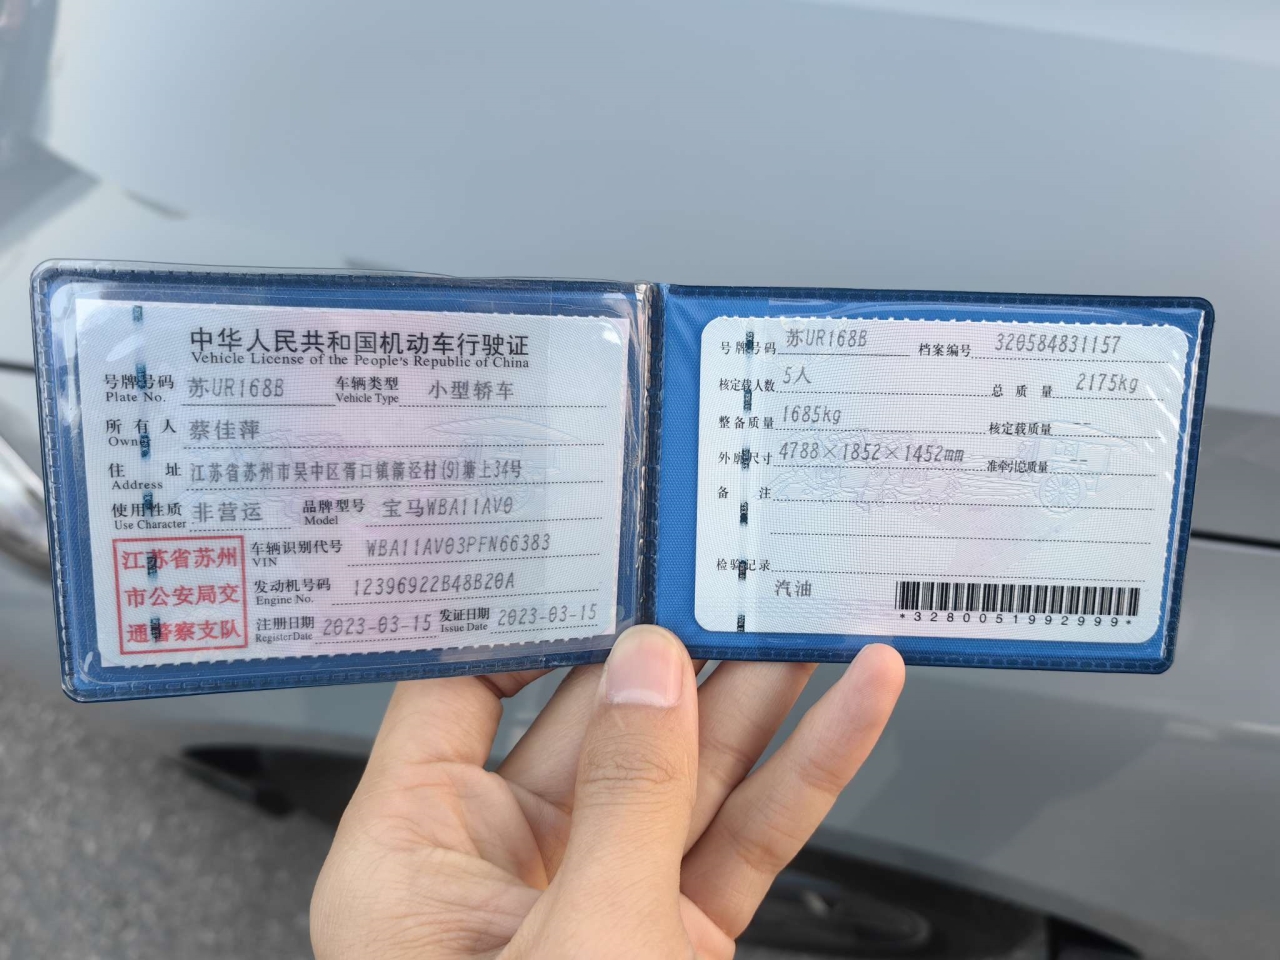 中华人民共和国机动车行驶证
Vehicle License of the People's Republic of China
号牌号码 苏UR168B 车辆类型 小型轿车
Plate No. Vehicle Type
所有人 蔡佳萍
Owner
住址 江苏省苏州市吴中区胥口镇箭泾村(9)塘上34号
Address
使用性质 非营运 品牌型号 宝马WBA11AV0
Use Character Model
江苏省苏州
市公安局交
通警察支队
车辆识别代号 WBA11AV03PFN66383
VIN
发动机号码 12396922B48B20A
Engine No.
注册日期 2023-03-15 发证日期 2023-03-15
Register Date Issue Date
号牌号码 苏UR168B 档案编号 320584831157
核定载人数 5人 总质量 2175kg
整备质量 1685kg 核定载质量 --
外廓尺寸 4788×1852×1452mm 准牵引总质量 --
备注
检验记录
汽油
*3280051992999*